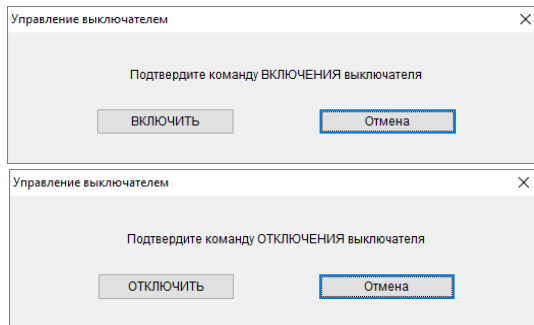 Управление выключателем
Подтвердите команду ВКЛЮЧЕНИЯ выключателя
ВКЛЮЧИТЬ Отмена
Управление выключателем
Подтвердите команду ОТКЛЮЧЕНИЯ выключателя
ОТКЛЮЧИТЬ Отмена